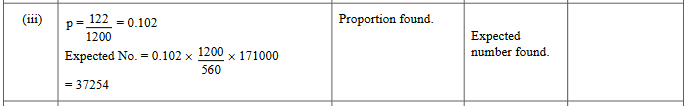 (iii)
p = 122/1200 = 0.102
Expected No. = 0.102 × 1200/560 × 171000
= 37254
Proportion found.
Expected
number found.